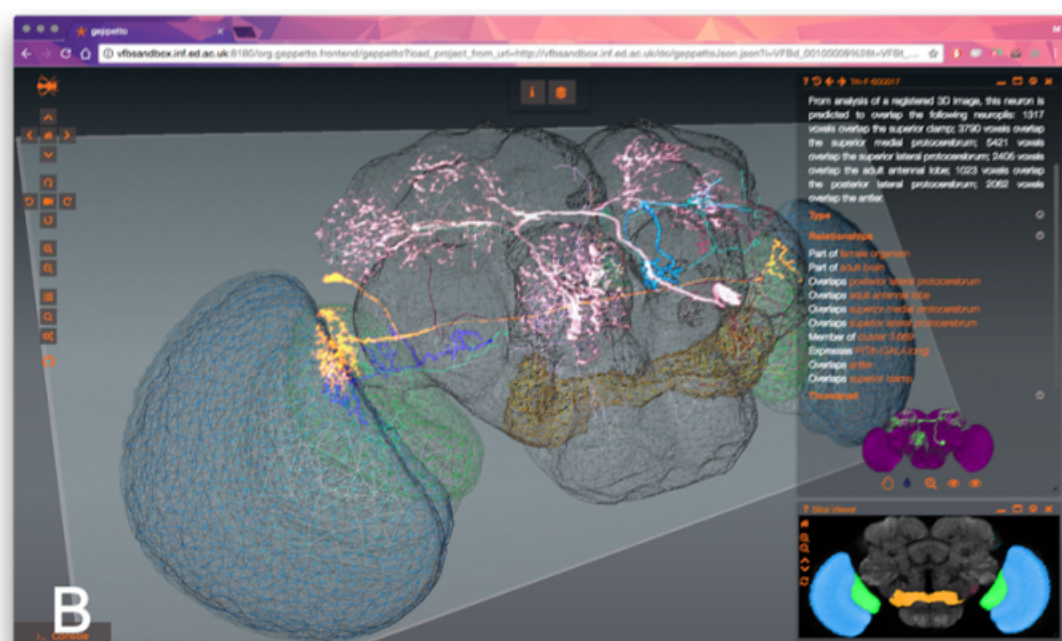 geppetto
vfbsandbox.inf.ed.ac.uk:8180/org.geppetto.frontend/geppetto?load_project_from_url=http://vfbsandbox.inf.ed.ac.uk/do/geppettoJson.json?i=VFBd_00100009%26t=VFBt_...
? TH-F-600017
From analysis of a registered 3D image, this neuron is
predicted to overlap the following neuropils: 1317
voxels overlap the superior clamp; 3790 voxels overlap
the superior medial protocerebrum; 5421 voxels
overlap the superior lateral protocerebrum; 2406 voxels
overlap the adult antennal lobe; 1023 voxels overlap
the posterior lateral protocerebrum; 2062 voxels
overlap the antler.
Type
Relationships
Part of female organism
Part of adult brain
Overlaps posterior lateral protocerebrum
Overlaps adult antennal lobe
Overlaps superior medial protocerebrum
Overlaps superior lateral protocerebrum
Member of cluster
Expresses
Overlaps antler
Overlaps superior clamp
Thumbnail
? Slice viewer
B
Console